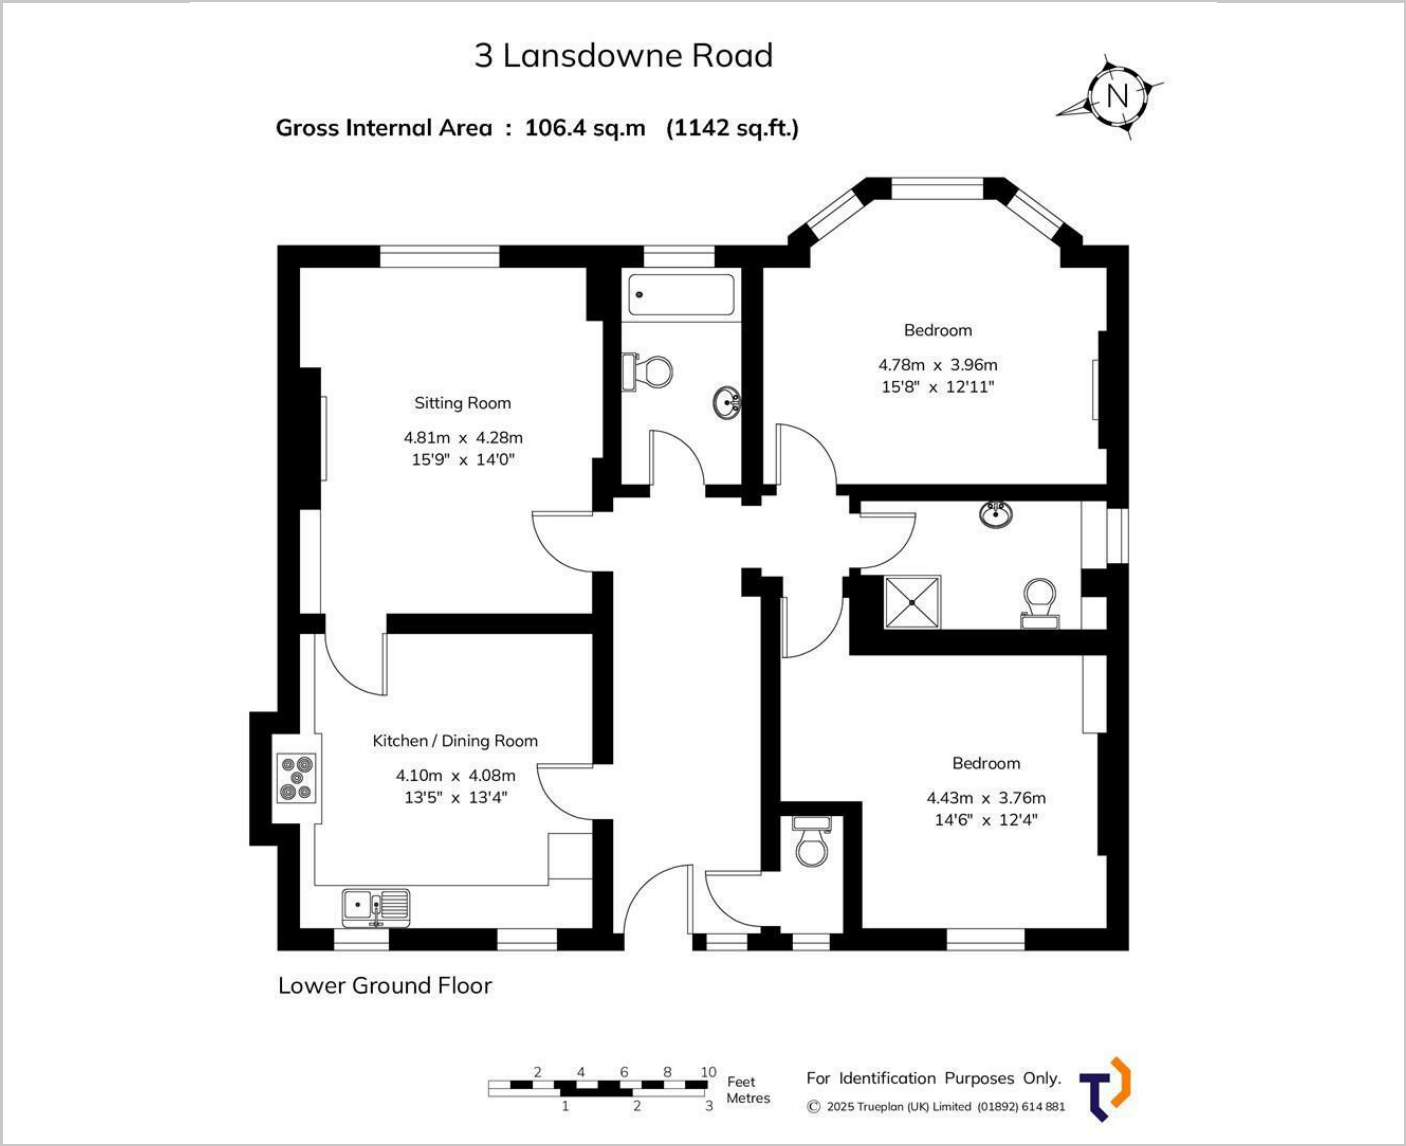 3 Lansdowne Road
N
Gross Internal Area : 106.4 sq.m (1142 sq.ft.)
Bedroom
4.78m x 3.96m
15'8" x 12'11"
Sitting Room
4.81m x 4.28m
15'9" x 14'0"
Kitchen / Dining Room
4.10m x 4.08m
13'5" x 13'4"
Bedroom
4.43m x 3.76m
14'6" x 12'4"
Lower Ground Floor
2 4 6 8 10 Feet
1 2 3 Metres
For Identification Purposes Only.
© 2025 Trueplan (UK) Limited (01892) 614 881